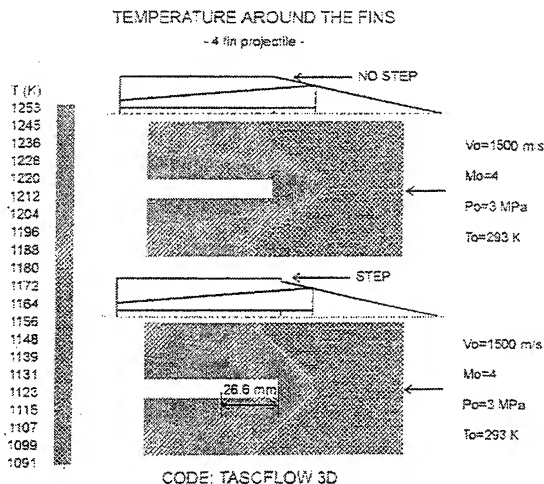 TEMPERATURE AROUND THE FINS
- 4 fin projectile -
NO STEP
T (K)
1253
1245
1236
1228
1220
1212
1204
1196
1188
1180
1172
1164
1156
1148
1139
1131
1123
1115
1107
1099
1091
Vo=1500 m/s
Mo=4
Po=3 MPa
To=293 K
STEP
26.6 mm
Vo=1500 m/s
Mo=4
Po=3 MPa
To=293 K
CODE: TASCFLOW 3D